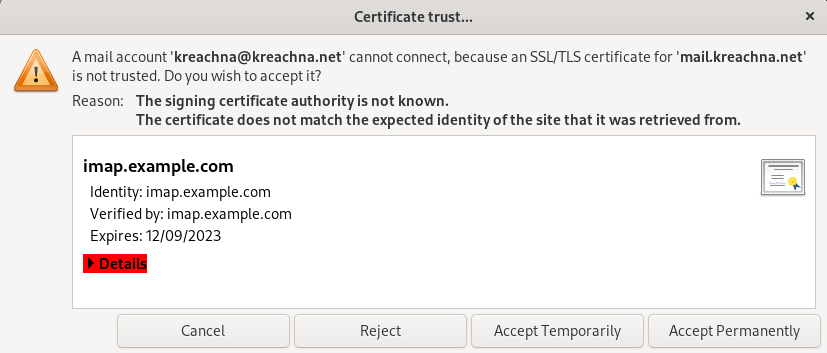 Certificate trust...
A mail account 'kreachna@kreachna.net' cannot connect, because an SSL/TLS certificate for 'mail.kreachna.net'
is not trusted. Do you wish to accept it?
Reason: The signing certificate authority is not known.
The certificate does not match the expected identity of the site that it was retrieved from.
imap.example.com
Identity: imap.example.com
Verified by: imap.example.com
Expires: 12/09/2023
Details
Cancel Reject Accept Temporarily Accept Permanently